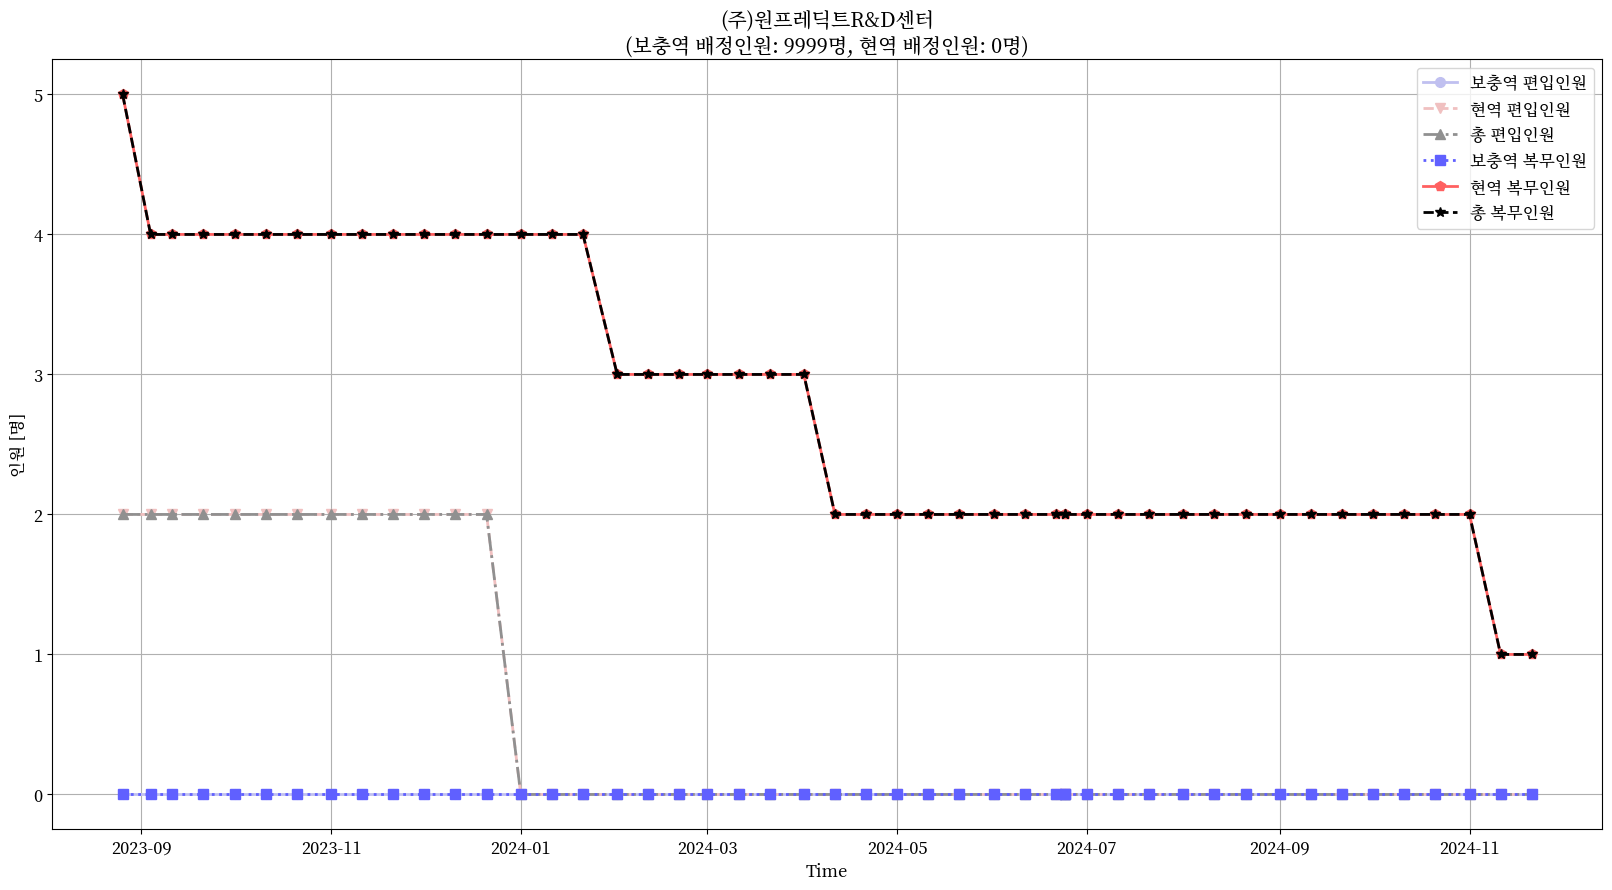 (주)원프레딕트R&D센터
(보충역 배정인원: 9999명, 현역 배정인원: 0명)
보충역 편입인원
현역 편입인원
총 편입인원
보충역 복무인원
현역 복무인원
총 복무인원
인원 [명]
5
4
3
2
1
0
2023-09
2023-11
2024-01
2024-03
2024-05
2024-07
2024-09
2024-11
Time